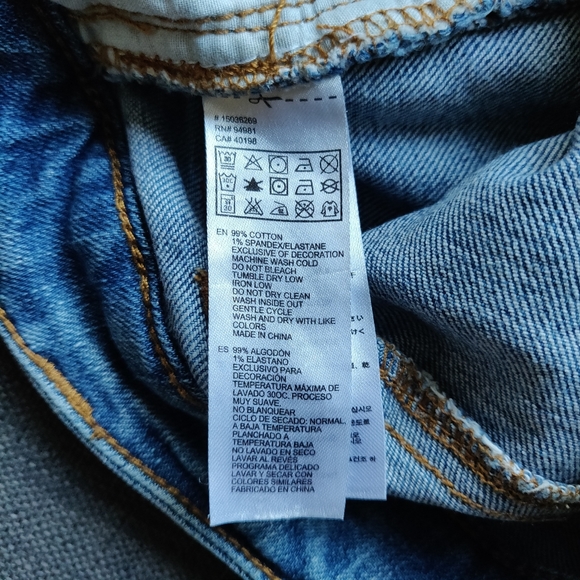 # 15035269
RN# 94981
CA# 40198
EN 99% COTTON
1% SPANDEX/ELASTANE
EXCLUSIVE OF DECORATION
MACHINE WASH COLD
DO NOT BLEACH
TUMBLE DRY LOW
IRON LOW
DO NOT DRY CLEAN
WASH INSIDE OUT
GENTLE CYCLE
WASH AND DRY WITH LIKE
COLORS
MADE IN CHINA
ES 99% ALGODÓN
1% ELASTANO
EXCLUSIVO PARA
DECORACIÓN
TEMPERATURA MÁXIMA DE
LAVADO 30OC. PROCESO
MUY SUAVE
NO BLANQUEAR
CICLO DE SECADO: NORMAL,
A BAJA TEMPERATURA
PLANCHADO A
TEMPERATURA BAJA
NO LAVADO EN SECO
LAVAR AL REVÉS
PROGRAMA DELICADO
LAVAR Y SECAR CON
COLORES SIMILARES
FABRICADO EN CHINA